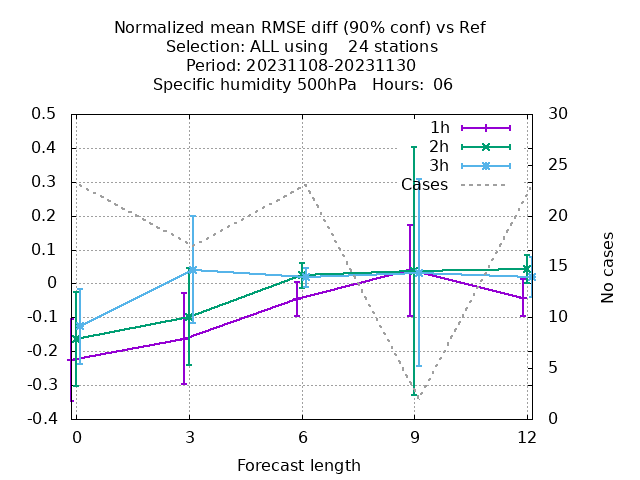 Normalized mean RMSE diff (90% conf) vs Ref
Selection: ALL using    24 stations
Period: 20231108-20231130
Specific humidity 500hPa   Hours:  06
0.5
0.4
0.3
0.2
0.1
0
-0.1
-0.2
-0.3
-0.4
1h
2h
3h
Cases
30
25
20
15
10
5
0
No cases
0 3 6 9 12
Forecast length